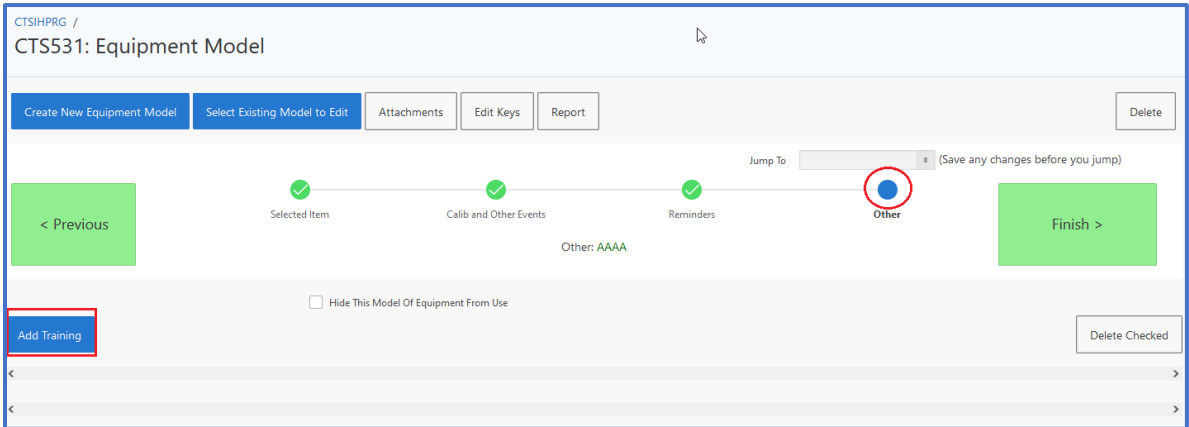 CTSIHPRG /
CTS531: Equipment Model
Create New Equipment Model
Select Existing Model to Edit
Attachments
Edit Keys
Report
Delete
Jump To
(Save any changes before you jump)
< Previous
Selected Item
Calib and Other Events
Reminders
Other
Finish >
Other: AAAA
Hide This Model Of Equipment From Use
Add Training
Delete Checked